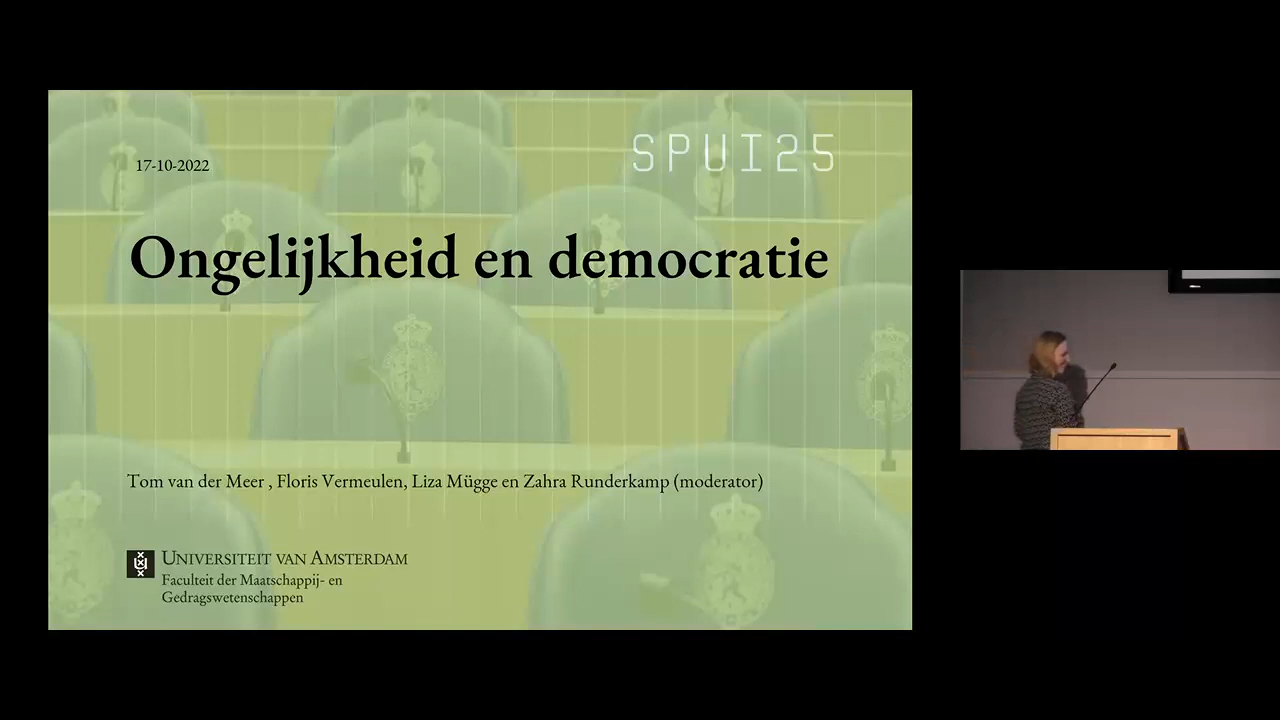 SPUI25
17-10-2022
Ongelijkheid en democratie
Tom van der Meer , Floris Vermeulen, Liza Mügge en Zahra Runderkamp (moderator)
UNIVERSITEIT VAN AMSTERDAM
Faculteit der Maatschappij- en
Gedragswetenschappen